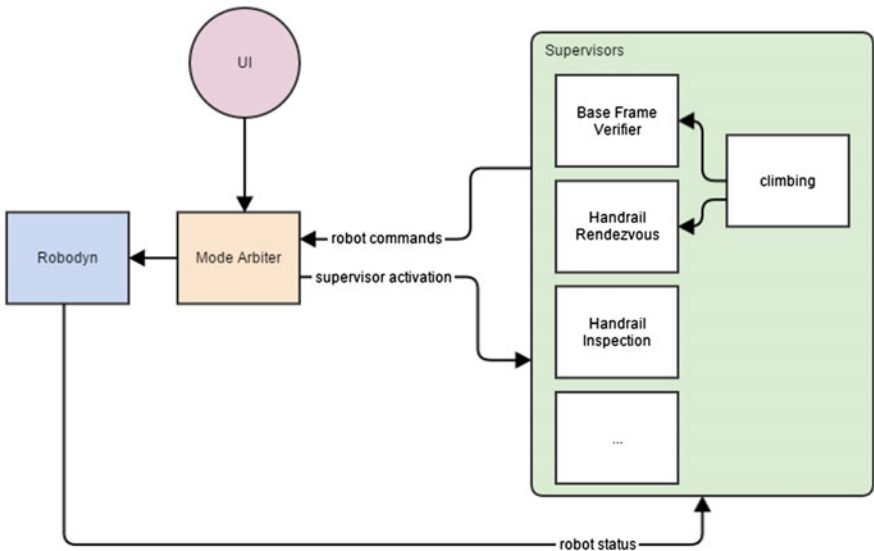 UI
Supervisors
Base Frame
Verifier
climbing
Handrail
Rendezvous
robot commands
Robodyn
Mode Arbiter
supervisor activation
Handrail
Inspection
...
robot status